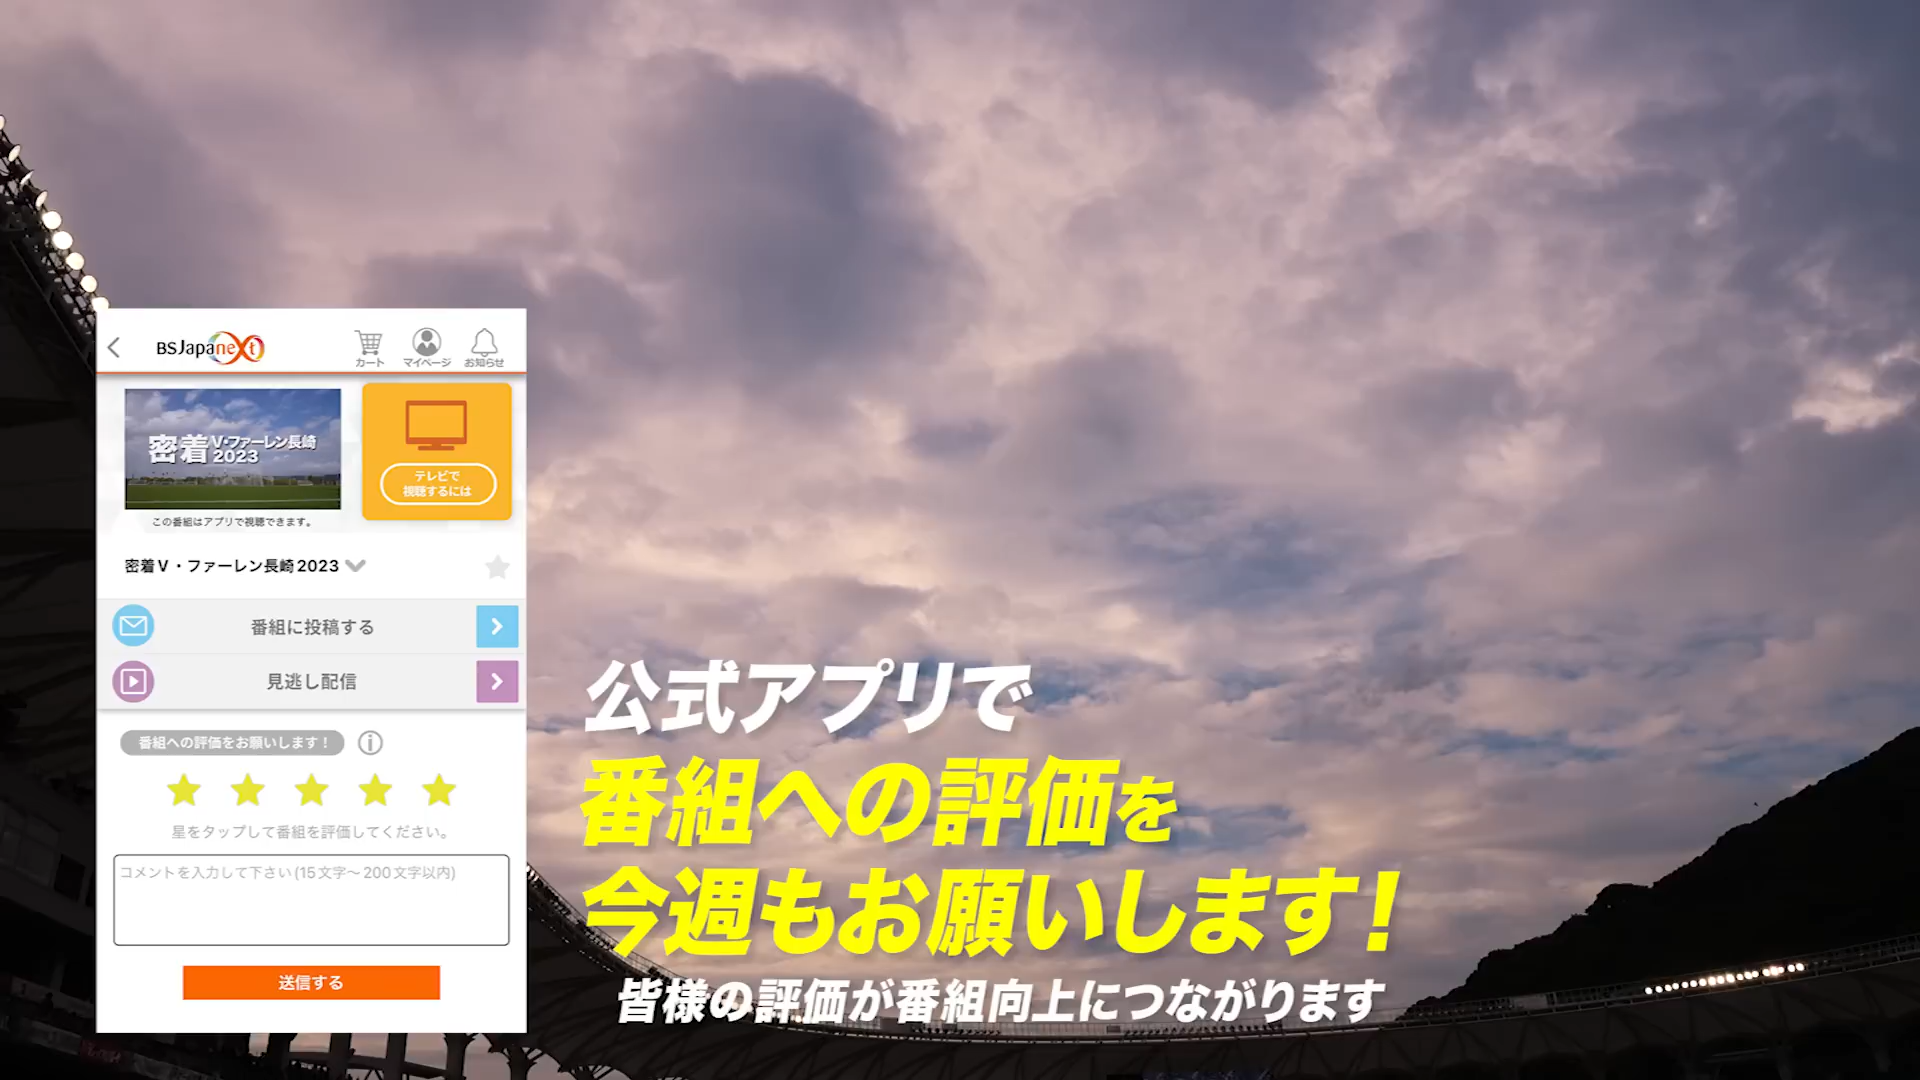 BSJapanext
カート
マイページ
お知らせ
密着V・ファーレン長崎
2023
テレビで
視聴するには
この番組はアプリで視聴できます。
密着V・ファーレン長崎2023
番組に投稿する
見逃し配信
番組への評価をお願いします！
星をタップして番組を評価してください。
コメントを入力して下さい(15文字～200文字以内)
送信する
公式アプリで
番組への評価を
今週もお願いします！
皆様の評価が番組向上につながります